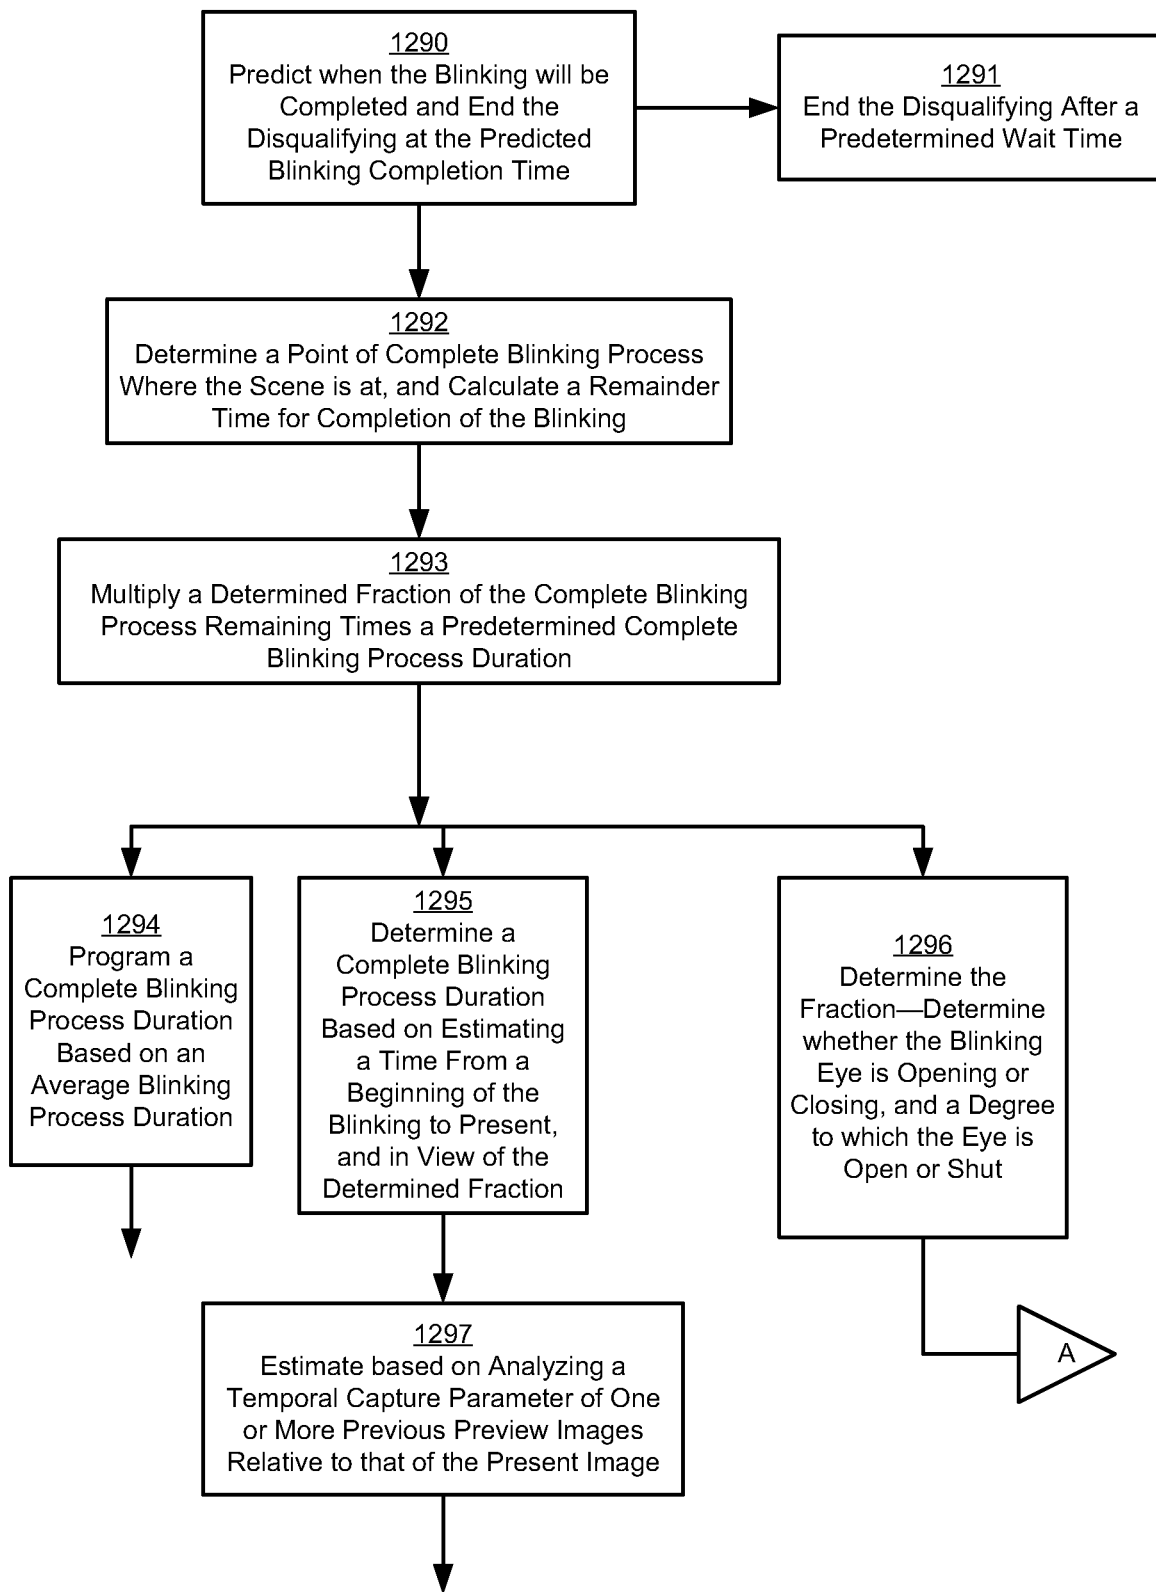 1290
Predict when the Blinking will be
Completed and End the
Disqualifying at the Predicted
Blinking Completion Time
1291
End the Disqualifying After a
Predetermined Wait Time
1292
Determine a Point of Complete Blinking Process
Where the Scene is at, and Calculate a Remainder
Time for Completion of the Blinking
1293
Multiply a Determined Fraction of the Complete Blinking
Process Remaining Times a Predetermined Complete
Blinking Process Duration
1294
Program a
Complete Blinking
Process Duration
Based on an
Average Blinking
Process Duration
1295
Determine a
Complete Blinking
Process Duration
Based on Estimating
a Time From a
Beginning of the
Blinking to Present,
and in View of the
Determined Fraction
1296
Determine the
Fraction—Determine
whether the Blinking
Eye is Opening or
Closing, and a Degree
to which the Eye is
Open or Shut
1297
Estimate based on Analyzing a
Temporal Capture Parameter of One
or More Previous Preview Images
Relative to that of the Present Image
A